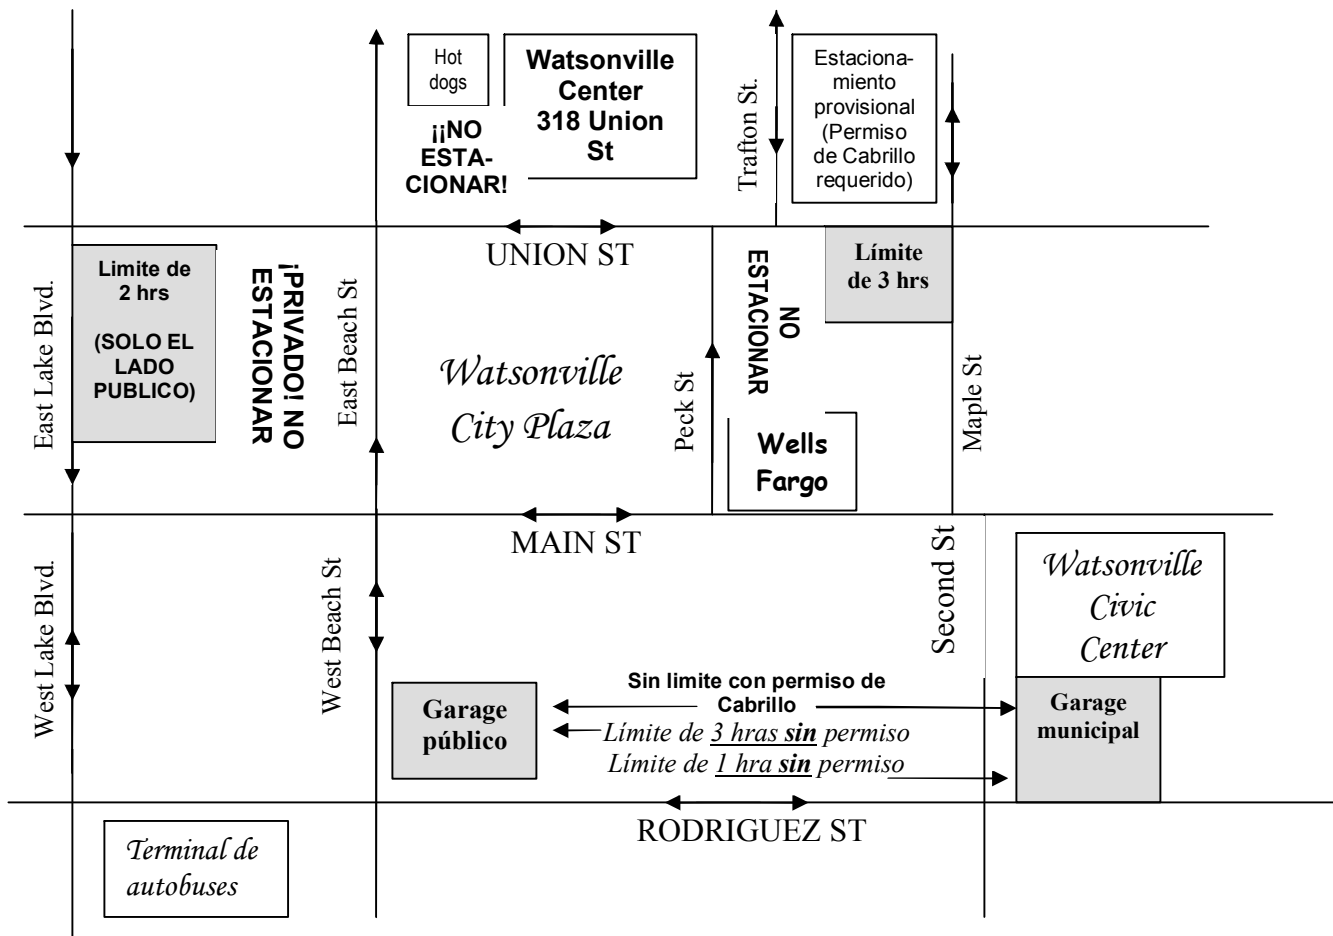 Hot
dogs
¡¡NO
ESTA-
CIONAR!
Watsonville
Center
318 Union
St
Trafton St.
Estaciona-
miento
provisional
(Permiso
de Cabrillo
requerido)
UNION ST
East Lake Blvd.
Limite de
2 hrs
(SOLO EL
LADO
PUBLICO)
¡PRIVADO! NO
ESTACIONAR
East Beach St
Watsonville
City Plaza
Peck St
NO
ESTACIONAR
Wells
Fargo
Límite
de 3 hrs
Maple St
MAIN ST
West Lake Blvd.
West Beach St
Second St
Watsonville
Civic
Center
Garage
público
Sin limite con permiso de
Cabrillo
Límite de 3 hras sin permiso
Límite de 1 hra sin permiso
Garage
municipal
RODRIGUEZ ST
Terminal de
autobuses